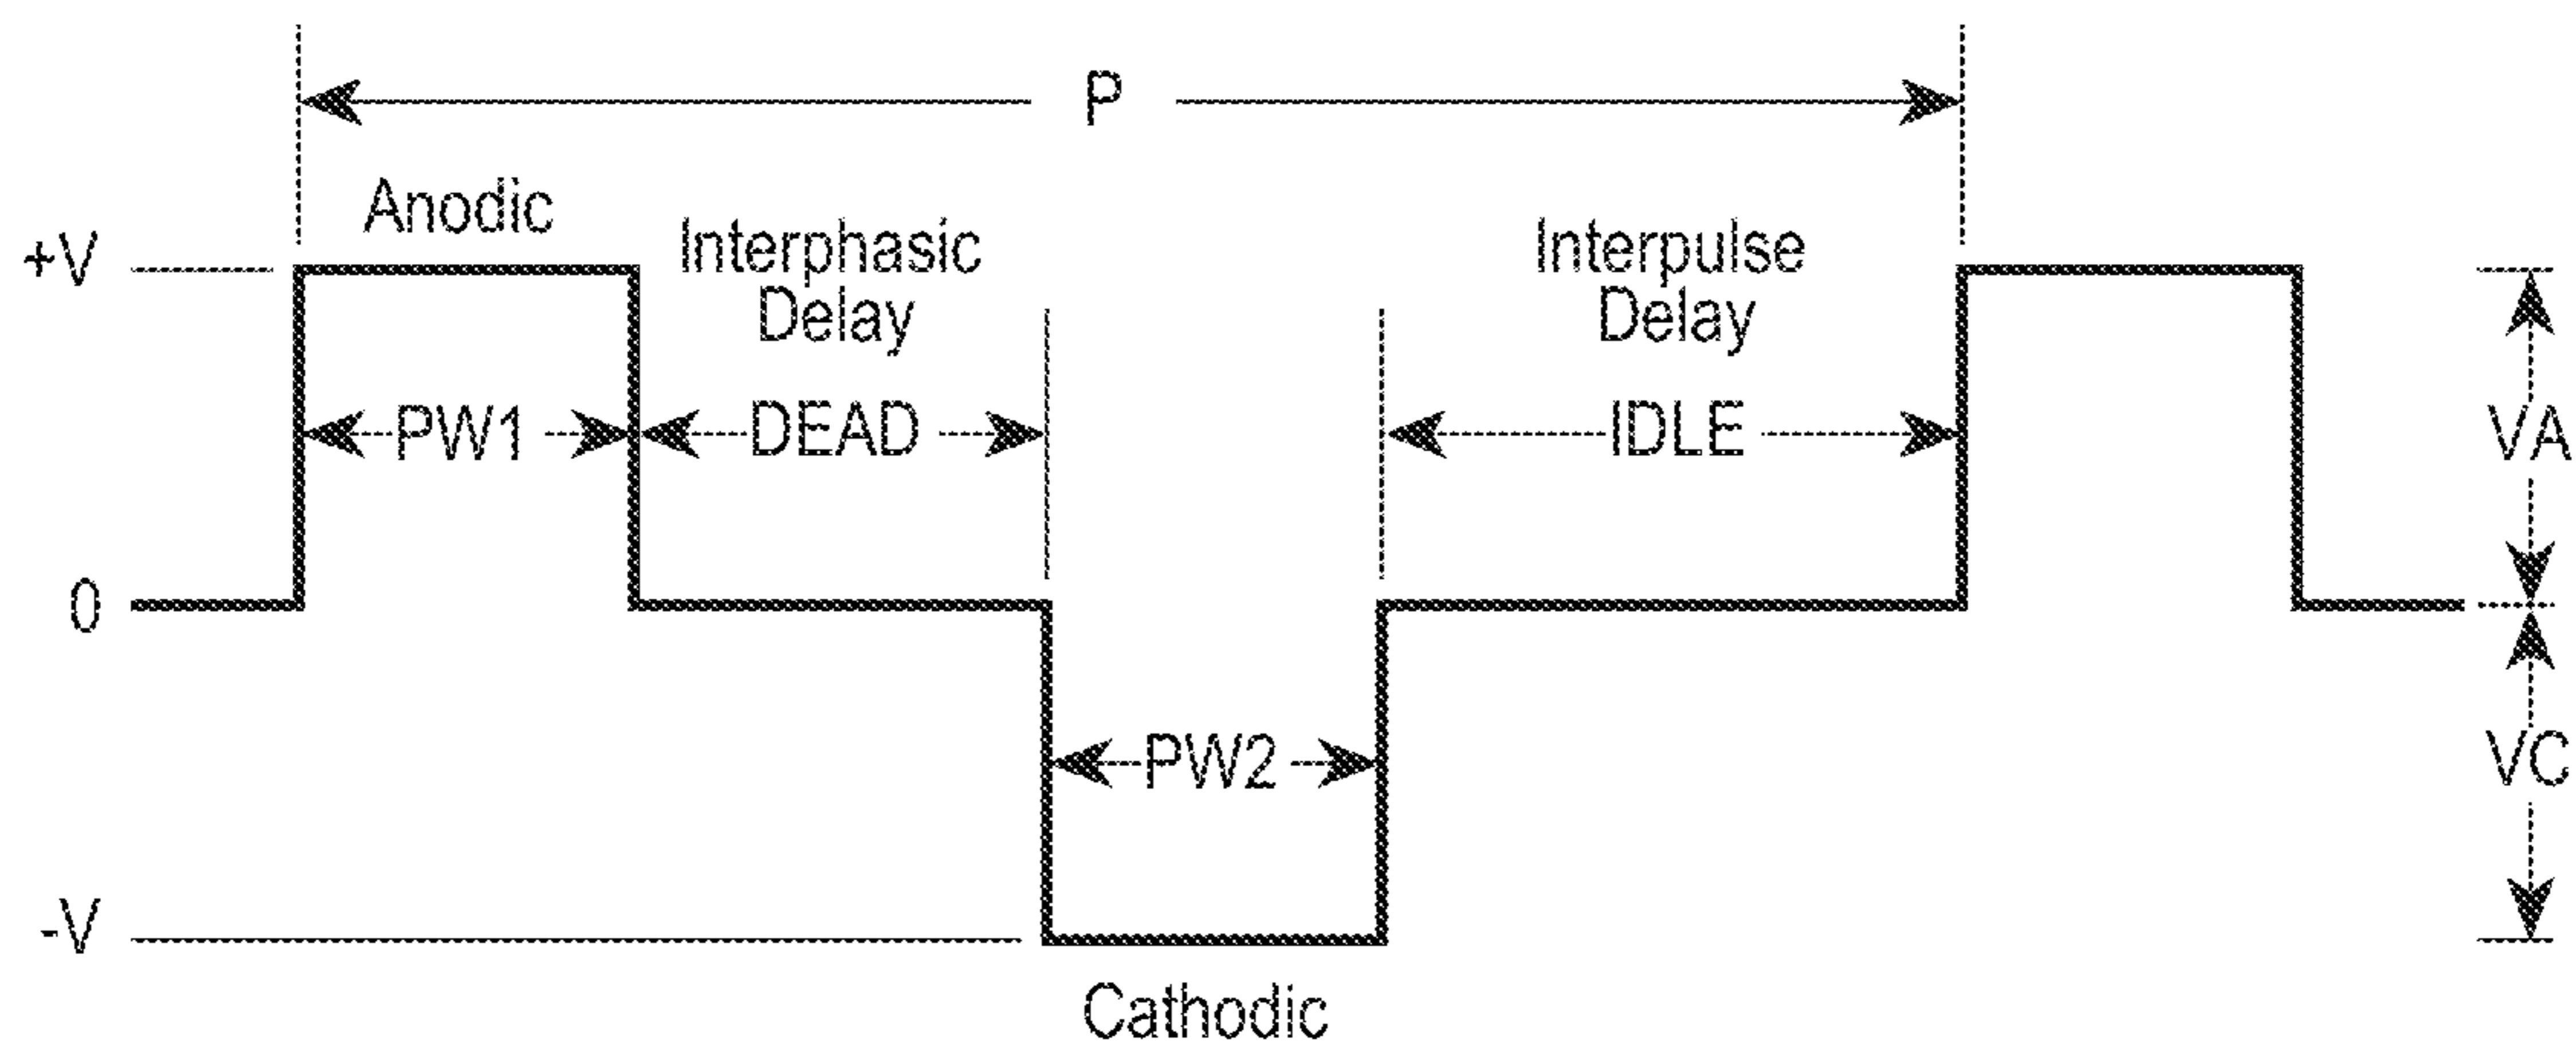 P
Anodic
+V
Interphasic
Delay
Interpulse
Delay
PW1
DEAD
IDLE
VA
0
PW2
VC
-V
Cathodic